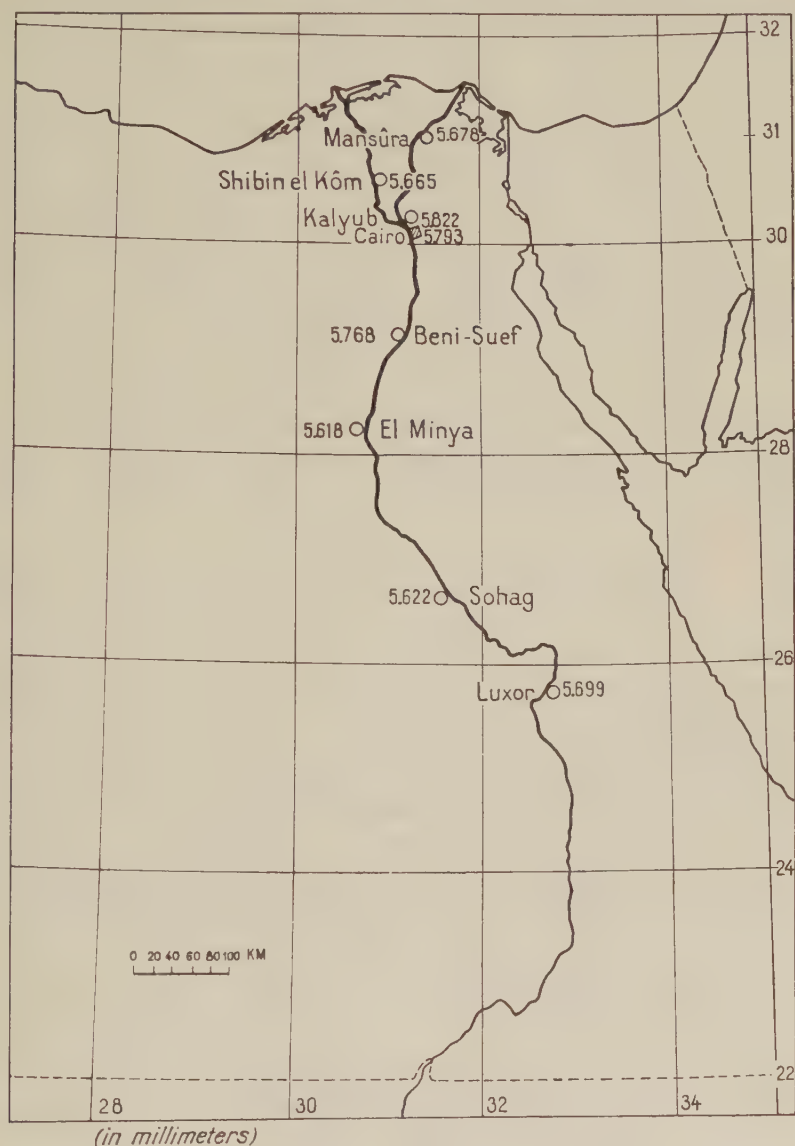 32
Mansûra 5.678
31
Shibin el Kôm 5.665
Kalyub 5.822
Cairo 5.793
30
5.768 Beni-Suef
5.618 El Minya
28
5.622 Sohag
26
Luxor 5.699
24
0 20 40 60 80 100 KM
22
28 30 32 34
(in millimeters)